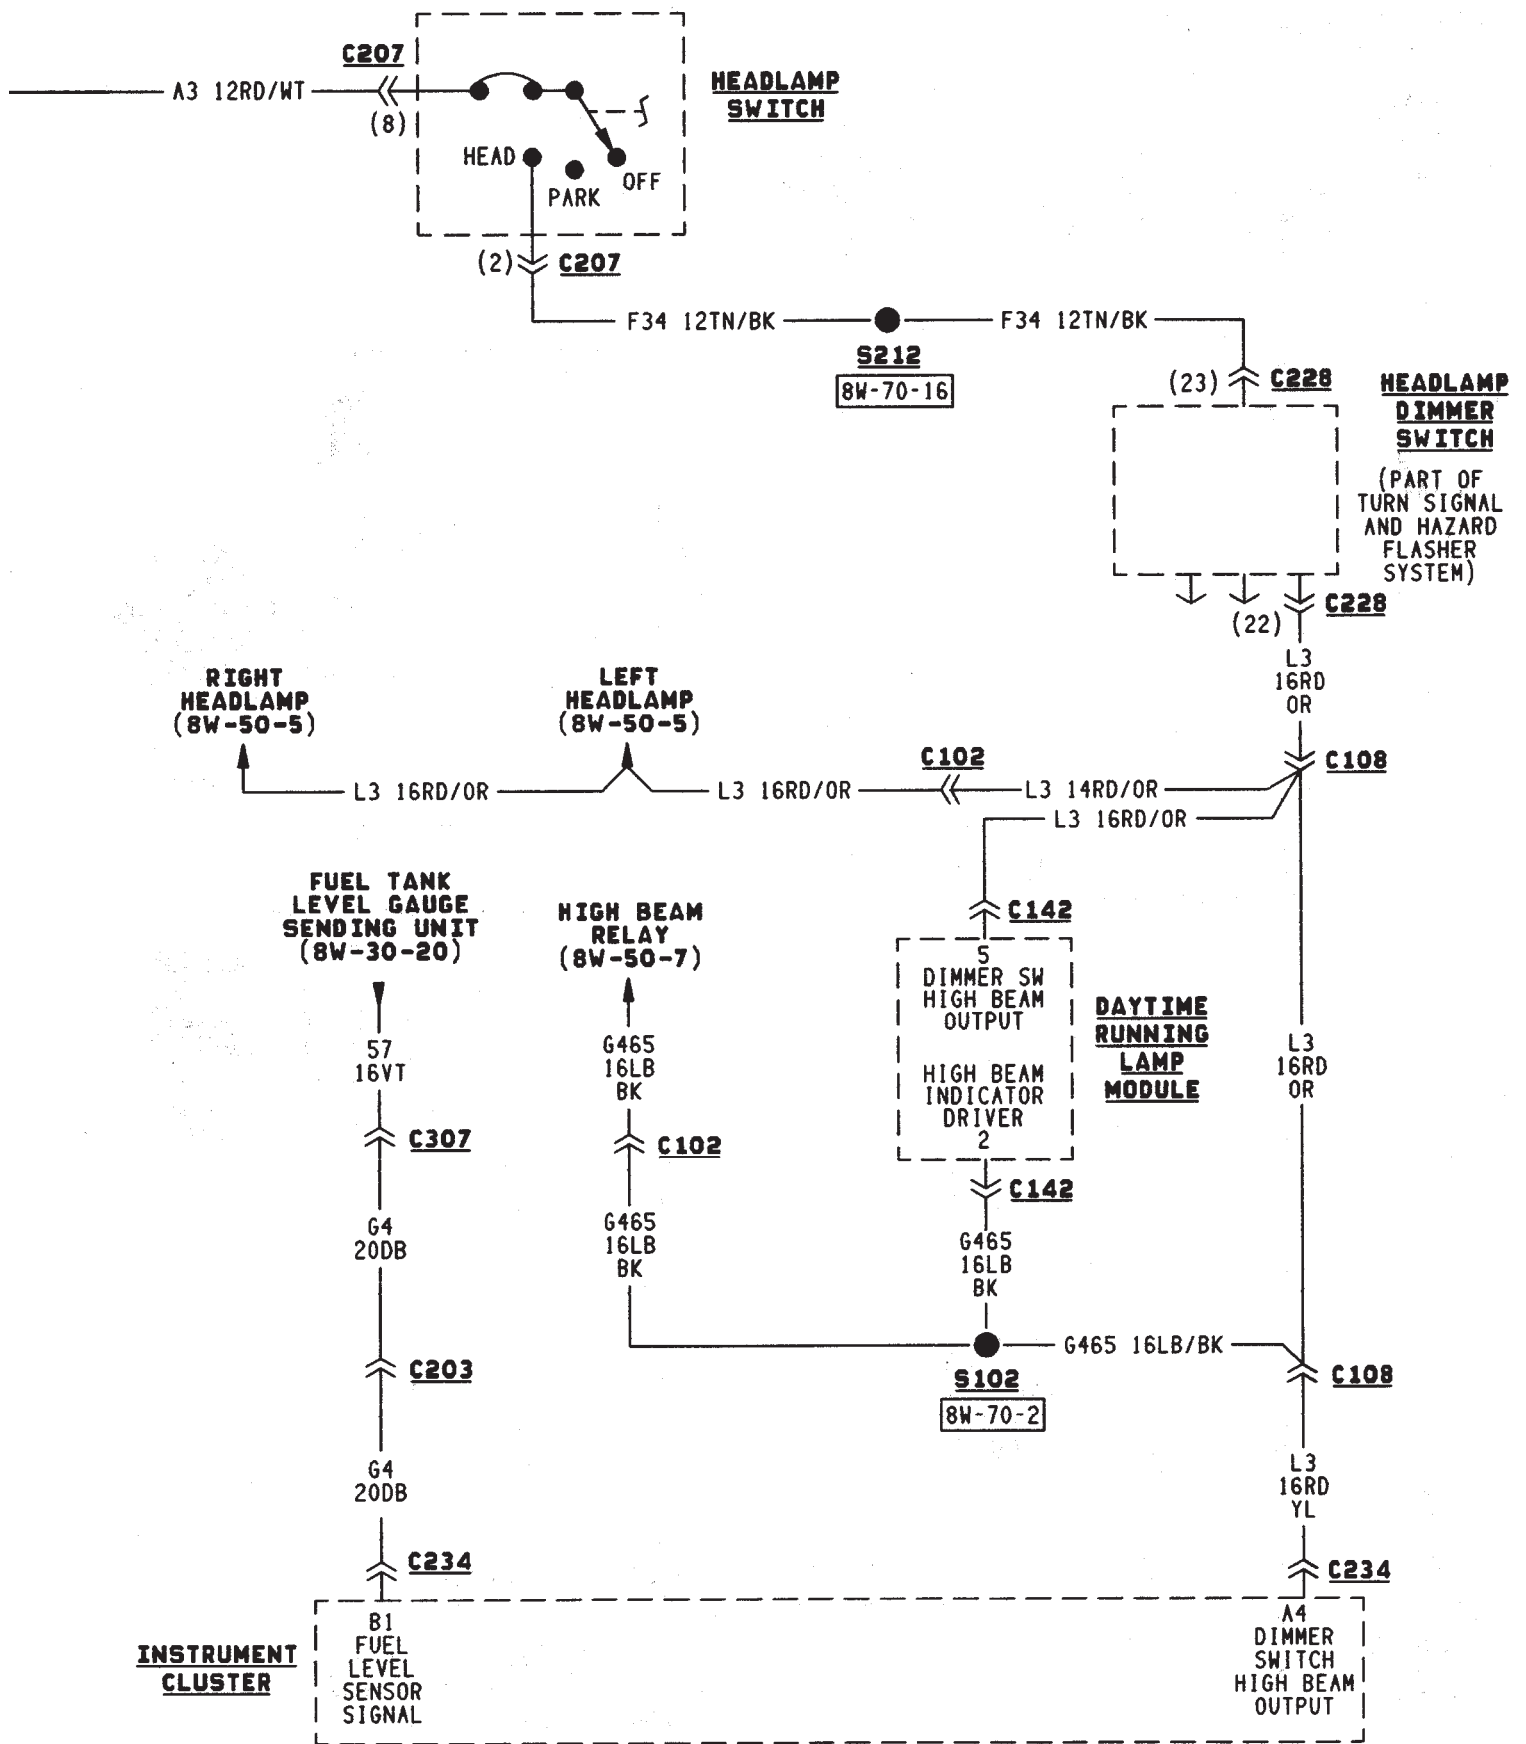 C207
A3 12RD/WT
(8)
HEADLAMP
SWITCH
HEAD
PARK
OFF
(2)
C207
F34 12TN/BK
F34 12TN/BK
S212
8W-70-16
(23)
C228
HEADLAMP
DIMMER
SWITCH
(PART OF
TURN SIGNAL
AND HAZARD
FLASHER
SYSTEM)
C228
(22)
L3
16RD
OR
RIGHT
HEADLAMP
(8W-50-5)
LEFT
HEADLAMP
(8W-50-5)
C102
C108
L3 16RD/OR
L3 16RD/OR
L3 14RD/OR
L3 16RD/OR
FUEL TANK
LEVEL GAUGE
SENDING UNIT
(8W-30-20)
HIGH BEAM
RELAY
(8W-50-7)
C142
5
DIMMER SW
HIGH BEAM
OUTPUT
HIGH BEAM
INDICATOR
DRIVER
2
DAYTIME
RUNNING
LAMP
MODULE
57
16VT
G465
16LB
BK
L3
16RD
OR
C307
C102
C142
G4
20DB
G465
16LB
BK
G465
16LB
BK
G465 16LB/BK
C203
S102
8W-70-2
C108
G4
20DB
L3
16RD
YL
C234
C234
INSTRUMENT
CLUSTER
B1
FUEL
LEVEL
SENSOR
SIGNAL
A4
DIMMER
SWITCH
HIGH BEAM
OUTPUT